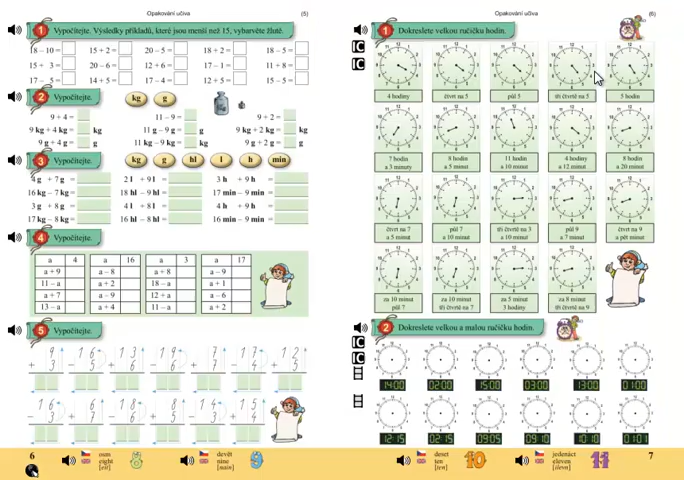 Opakování učiva
(5)
1 Vypočítejte. Výsledky příkladů, které jsou menší než 15, vybarvěte žlutě.
18 – 10 = 15 + 2 = 20 – 5 = 18 + 2 = 18 – 5 =
15 + 3 = 20 – 6 = 12 + 6 = 17 – 1 = 11 + 8 =
17 – 5 = 14 + 5 = 17 – 4 = 12 + 5 = 15 – 5 =
2 Vypočítejte. kg g
9 + 4 = 11 – 9 = 9 + 2 =
9 kg + 4 kg = kg 11 g – 9 g = g 9 kg + 2 kg = kg
9 g + 4 g = g 11 kg – 9 kg = kg 9 g + 2 g = g
3 Vypočítejte. kg g hl l h min
4 g + 7 g = 2 l + 9 l = 3 h + 9 h =
16 kg – 7 kg = 18 hl – 9 hl = 17 min – 9 min =
3 g + 8 g = 4 l + 8 l = 4 h + 9 h =
17 kg – 8 kg = 16 hl – 8 hl = 16 min – 9 min =
4 Vypočítejte.
a 4 a 16 a 3 a 17
a + 9 a – 8 a + 8 a – 9
11 – a a + 2 18 – a a + 1
a + 7 a – 9 12 + a a – 6
13 – a a + 4 11 – a a + 2
5 Vypočítejte.
6
osm
eight
devět
nine
8
9
Opakování učiva
(6)
1 Dokreslete velkou ručičku hodin.
4 hodiny čtvrt na 5 půl 5 tři čtvrtě na 5 5 hodin
7 hodin a 3 minuty
8 hodin a 5 minut
11 hodin a 10 minut
4 hodiny a 12 minut
8 hodin a 20 minut
čtvrt na 7 a 5 minut
půl 7 a 10 minut
tři čtvrtě na 3 a 10 minut
půl 9 a 7 minut
čtvrt na 9 a pět minut
za 10 minut půl 7
za 10 minut tři čtvrtě na 7
za 5 minut 3 hodiny
za 8 minut tři čtvrtě na 9
2 Dokreslete velkou a malou ručičku hodin.
14:00 02:00 15:00 03:00 13:00 01:00
12:15 02:15 09:05 09:10 10:10 01:01
deset
ten
[ten]
10
jedenáct
eleven
11
7